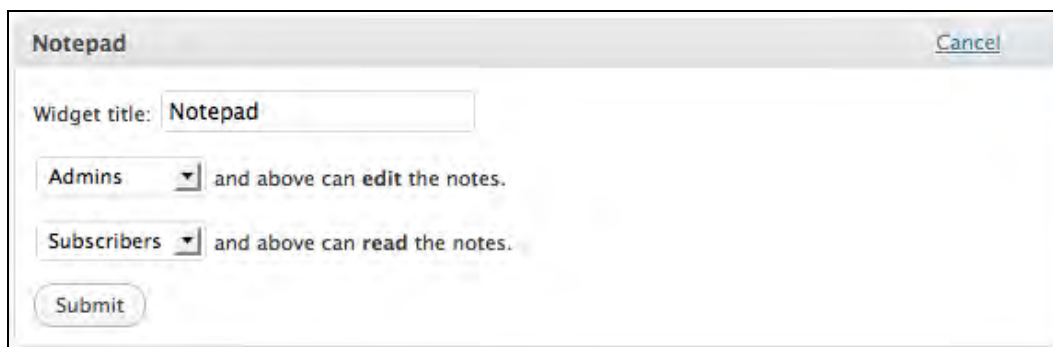 Notepad Cancel
Widget title: Notepad
Admins and above can edit the notes.
Subscribers and above can read the notes.
Submit